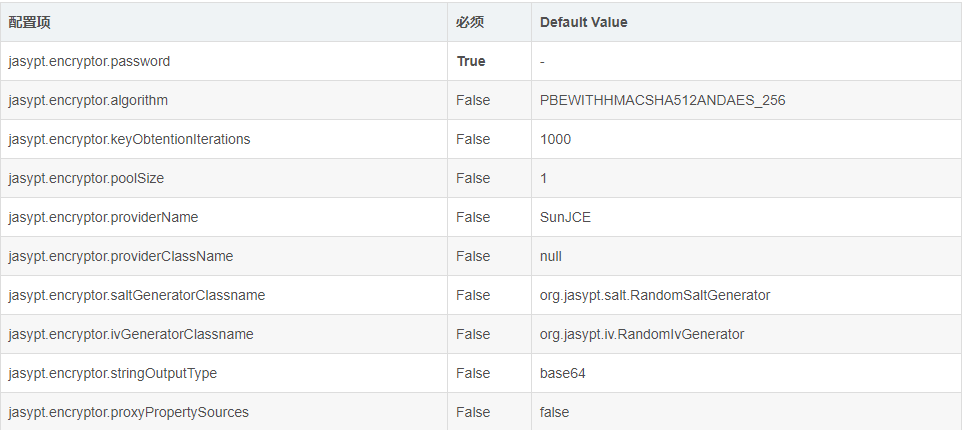 配置项 必须 Default Value
jasypt.encryptor.password True -
jasypt.encryptor.algorithm False PBEWITHHMACSHA512ANDAES_256
jasypt.encryptor.keyObtentionIterations False 1000
jasypt.encryptor.poolSize False 1
jasypt.encryptor.providerName False SunJCE
jasypt.encryptor.providerClassName False null
jasypt.encryptor.saltGeneratorClassname False org.jasypt.salt.RandomSaltGenerator
jasypt.encryptor.ivGeneratorClassname False org.jasypt.iv.RandomIvGenerator
jasypt.encryptor.stringOutputType False base64
jasypt.encryptor.proxyPropertySources False false